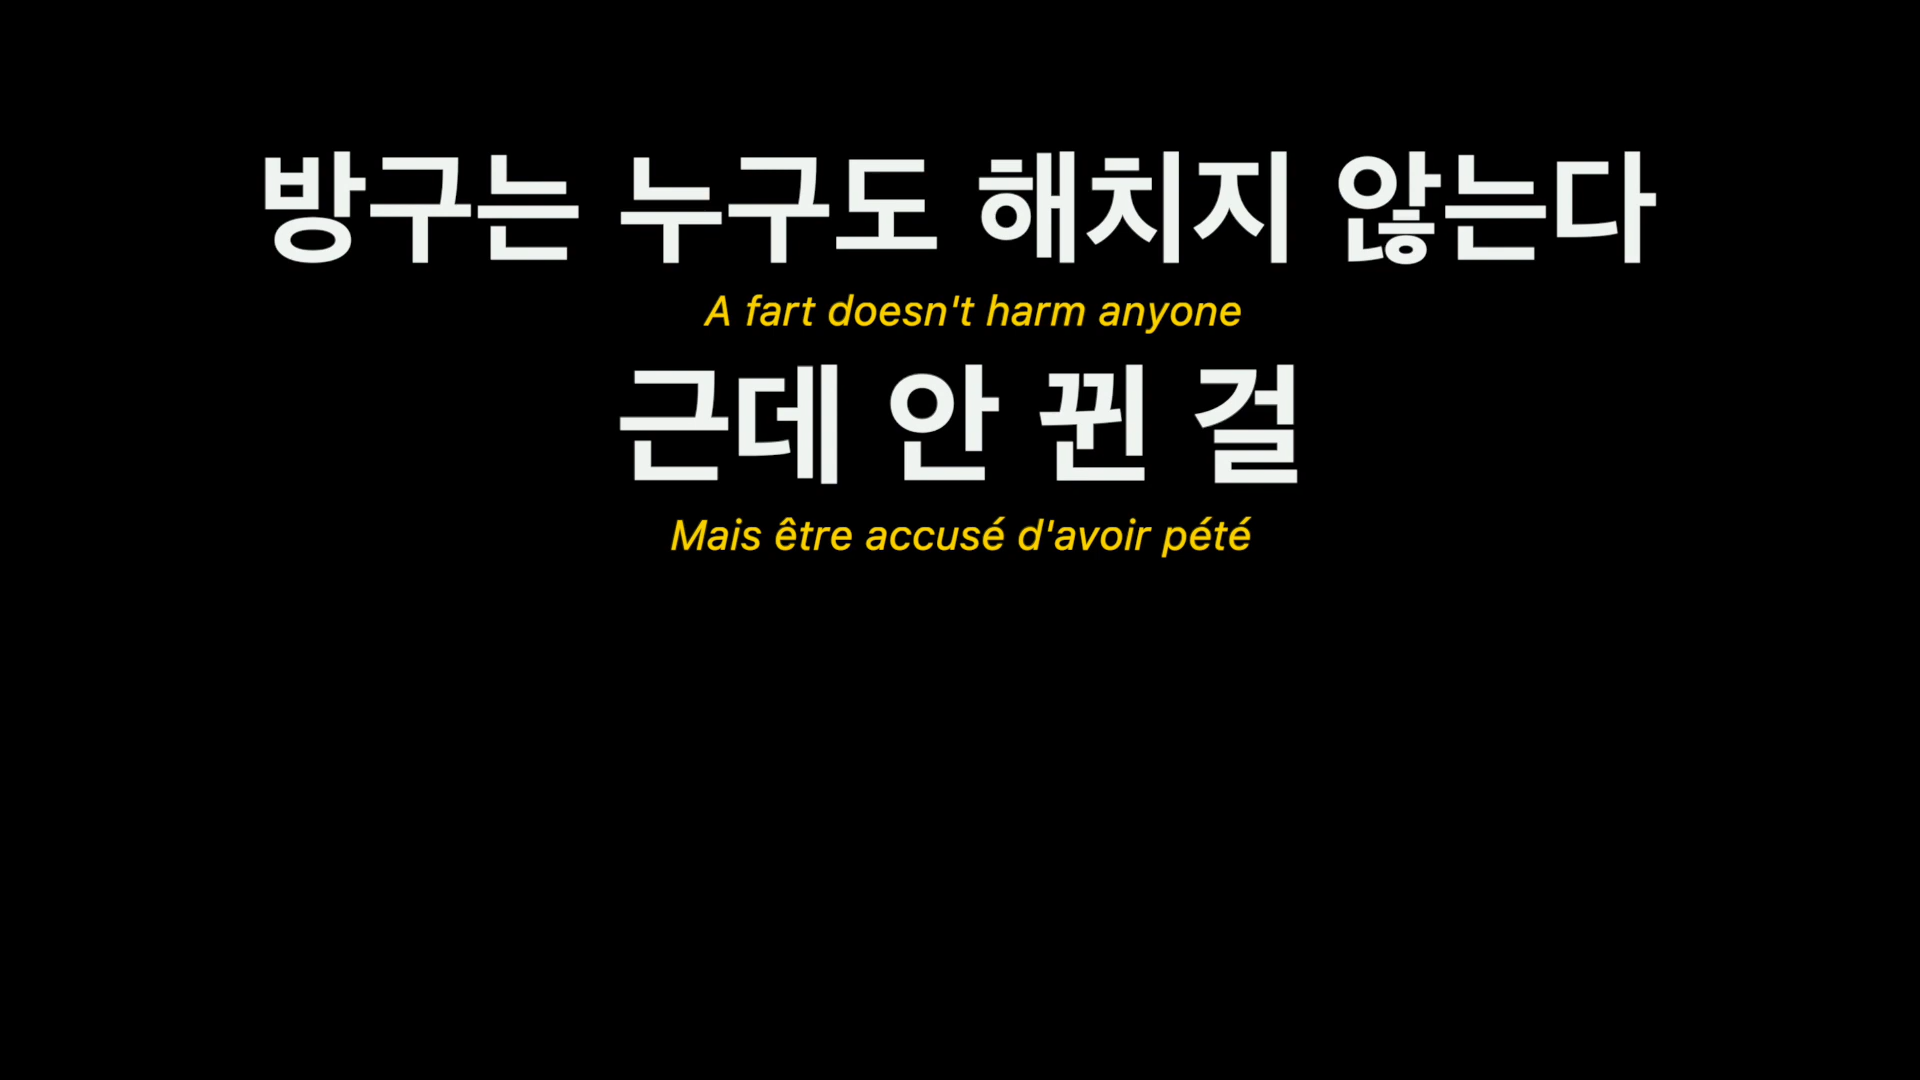 방구는 누구도 해치지 않는다
A fart doesn't harm anyone
근데 안 뀐 걸
Mais être accusé d'avoir pété